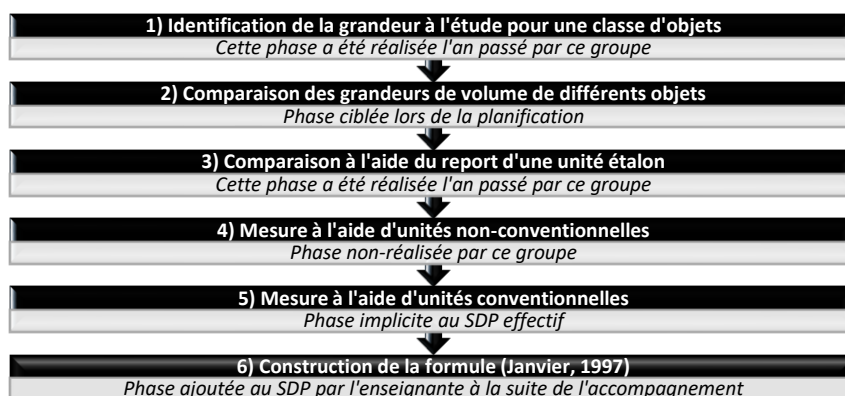 1) Identification de la grandeur à l'étude pour une classe d'objets
Cette phase a été réalisée l'an passé par ce groupe
2) Comparaison des grandeurs de volume de différents objets
Phase ciblée lors de la planification
3) Comparaison à l'aide du report d'une unité étalon
Cette phase a été réalisée l'an passé par ce groupe
4) Mesure à l'aide d'unités non-conventionnelles
Phase non-réalisée par ce groupe
5) Mesure à l'aide d'unités conventionnelles
Phase implicite au SDP effectif
6) Construction de la formule (Janvier, 1997)
Phase ajoutée au SDP par l'enseignante à la suite de l'accompagnement